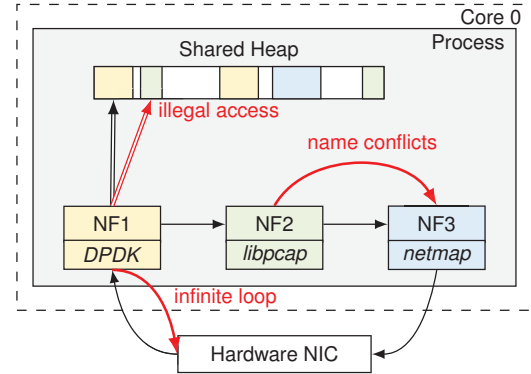 Core 0
Process
Shared Heap
illegal access
name conflicts
NF1
NF2
NF3
DPDK
libpcap
netmap
infinite loop
Hardware NIC